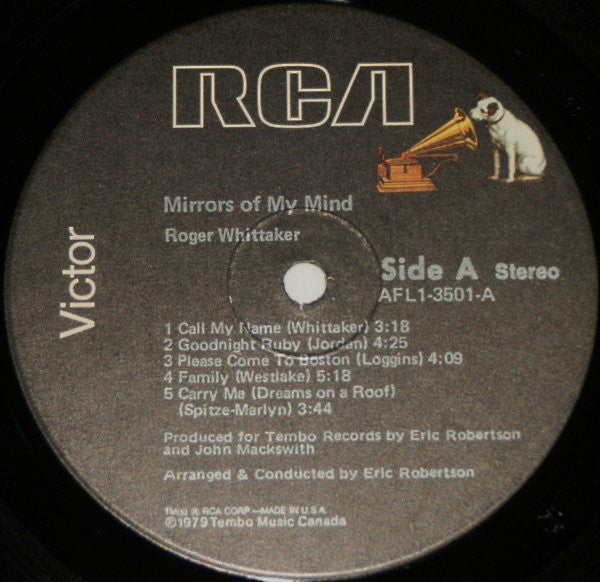 RCA
Victor
Mirrors of My Mind
Roger Whittaker
Side A Stereo
AFL1-3501-A
1 Call My Name (Whittaker) 3:18
2 Goodnight Ruby (Jordan) 4:25
3 Please Come To Boston (Loggins) 4:09
4 Family (Westlake) 5:18
5 Carry Me (Dreams on a Roof)
(Spitze-Marlyn) 3:44
Produced for Tembo Records by Eric Robertson
and John Mackswith
Arranged & Conducted by Eric Robertson
TM(s) ® RCA CORP—MADE IN U.S.A.
℗1979 Tembo Music Canada